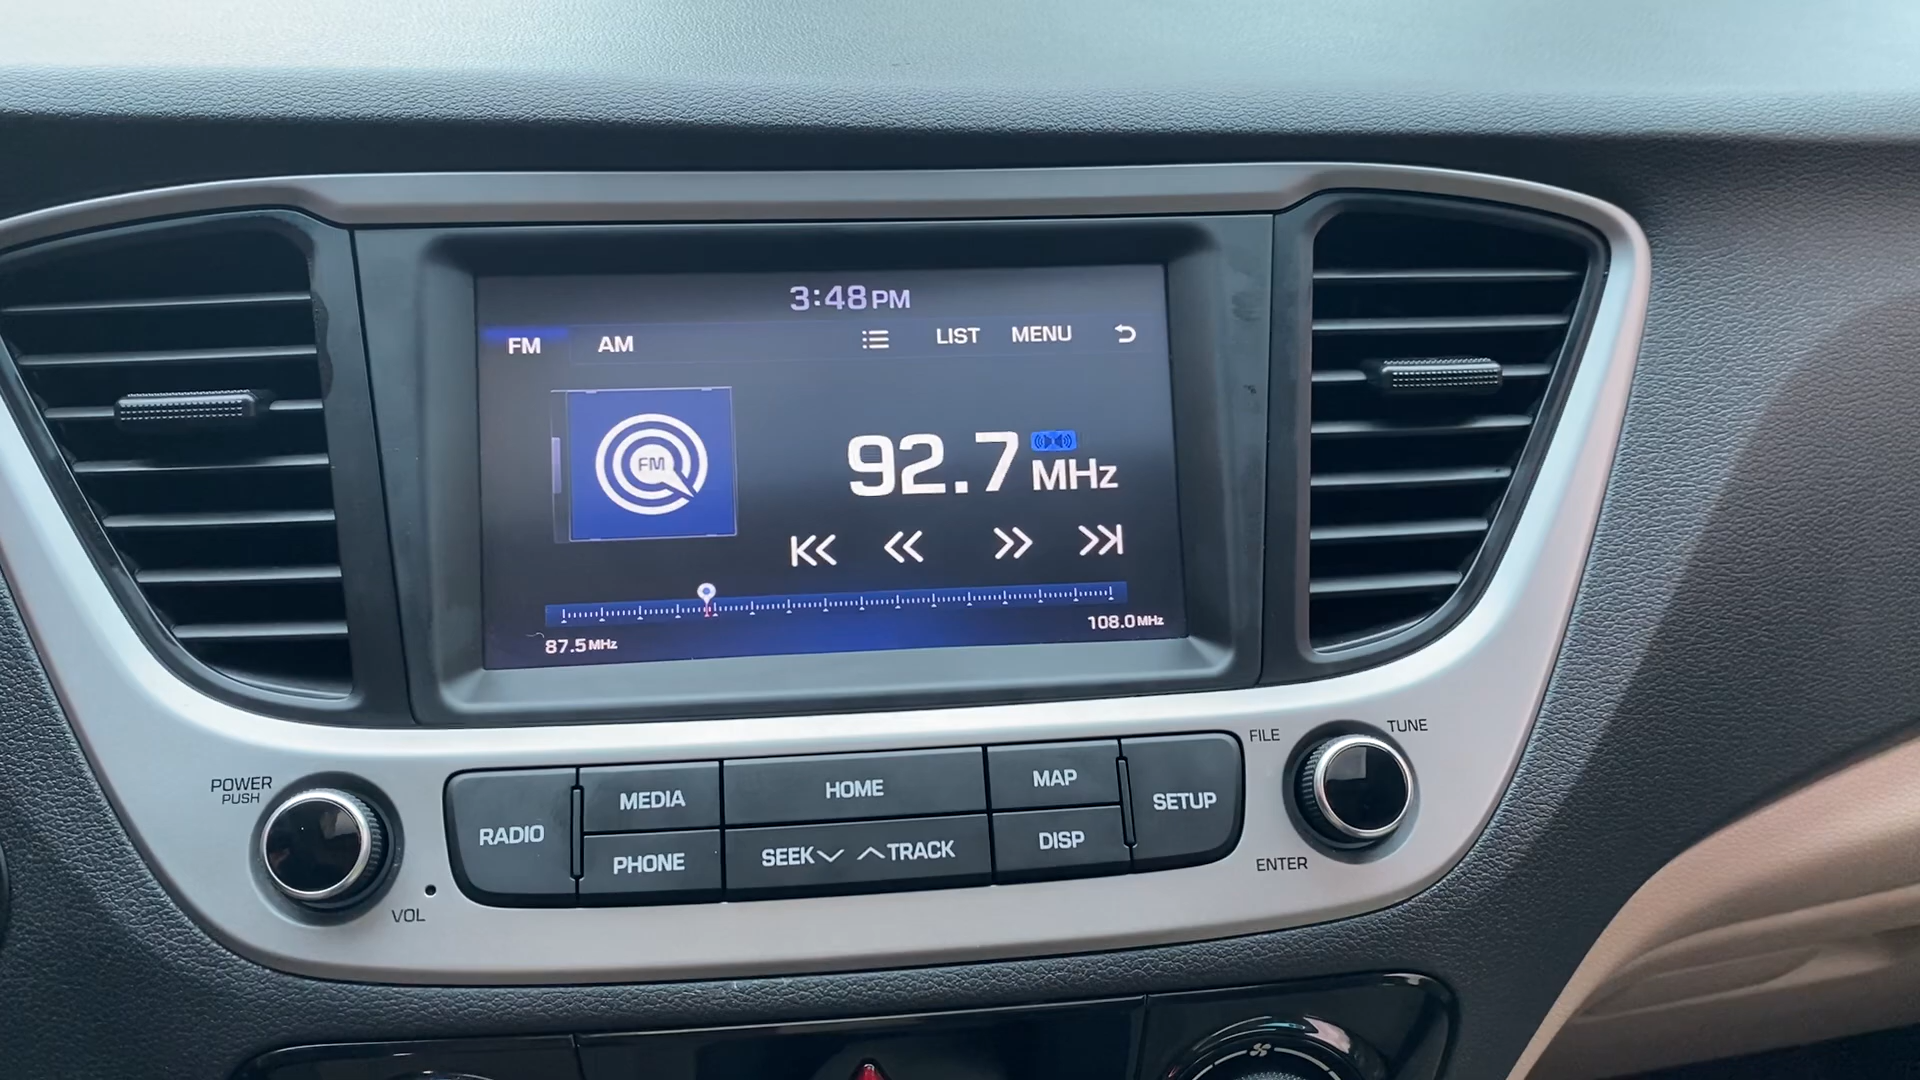 3:48 PM
FM AM LIST MENU
FM
92.7 MHz
87.5 MHz 108.0 MHz
POWER
PUSH
VOL
RADIO
MEDIA
PHONE
HOME
SEEK TRACK
MAP
DISP
SETUP
FILE
TUNE
ENTER